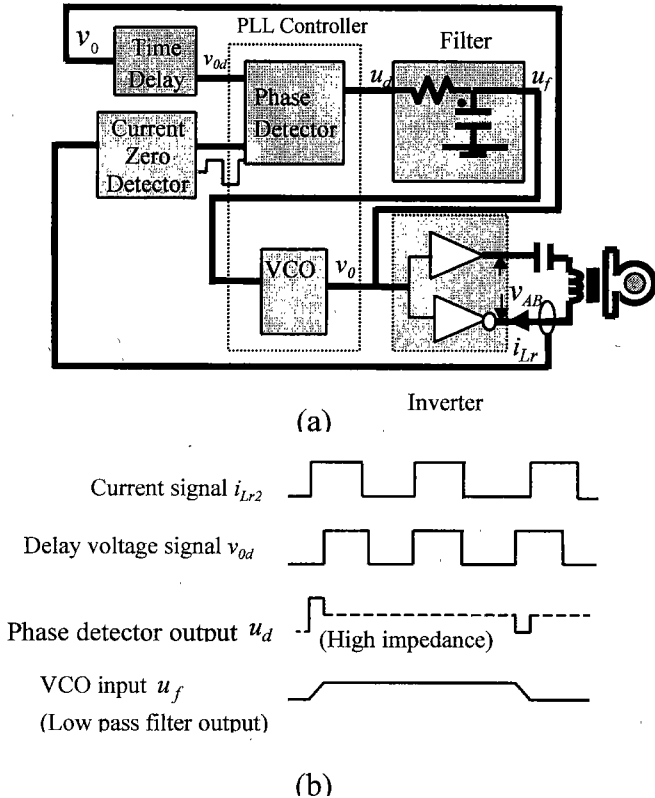 PLL Controller
v0
Time
Delay
v0d
Phase
Detector
ud
Filter
uf
Current
Zero
Detector
VCO
v0
vAB
iLr
Inverter
(a)
Current signal iLr2
Delay voltage signal v0d
Phase detector output ud
(High impedance)
VCO input uf
(Low pass filter output)
(b)